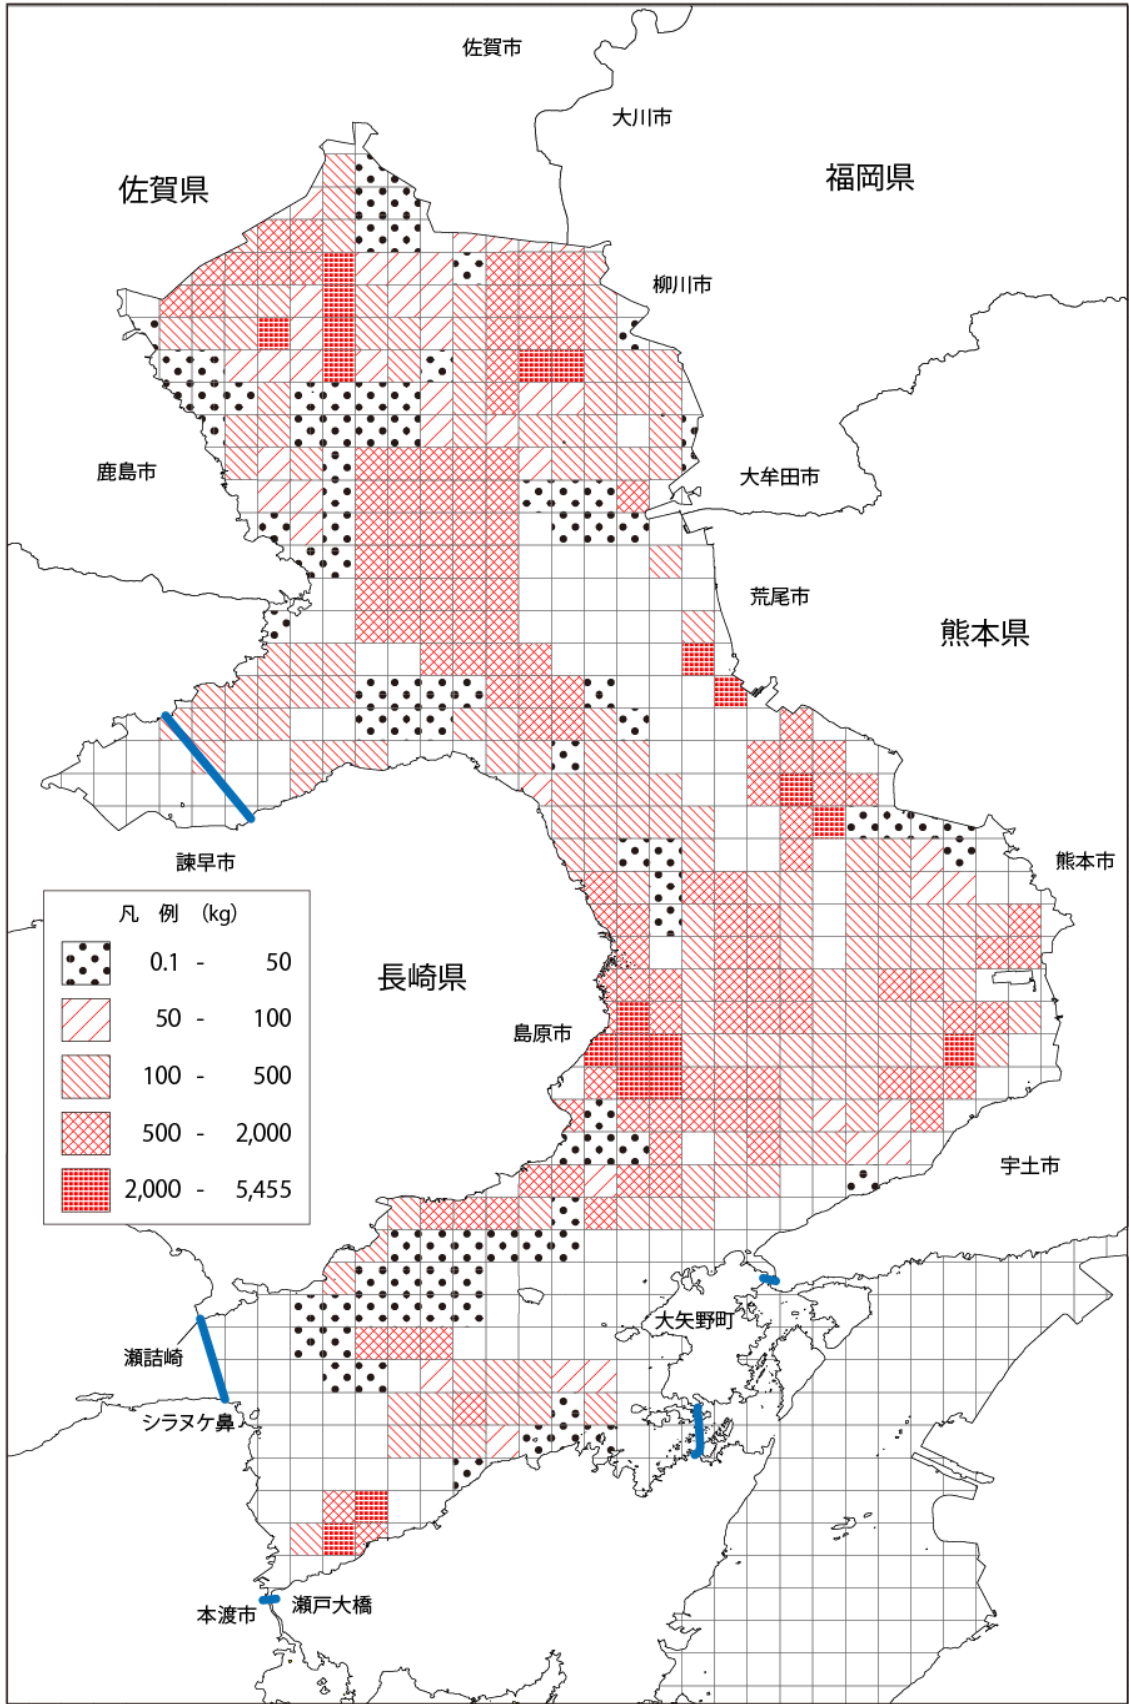 佐賀市
大川市
佐賀県
福岡県
柳川市
鹿島市
大牟田市
荒尾市
熊本県
諫早市
熊本市
凡 例 (kg)
0.1 - 50
50 - 100
100 - 500
500 - 2,000
2,000 - 5,455
長崎県
島原市
宇土市
大矢野町
瀬詰崎
シラヌケ鼻
本渡市
瀬戸大橋